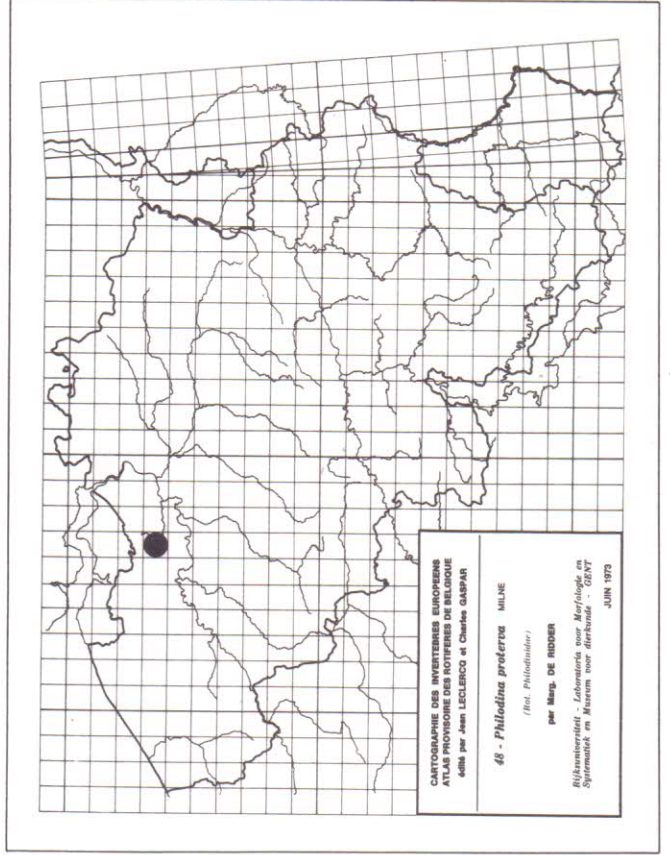 CARTOGRAPHIE DES INVERTEBRES EUROPEENS
ATLAS PROVISOIRE DES ROTIFERES DE BELGIQUE
édité par Jean LECLERCQ et Charles GASPAR
48 - Philodina proterva MILNE
(Rot. Philodinidae)
par Marg. DE RIDDER
Rijksuniversiteit - Laboratoria voor Morfologie en
Systematiek en Museum voor dierkunde - GENT
JUIN 1973